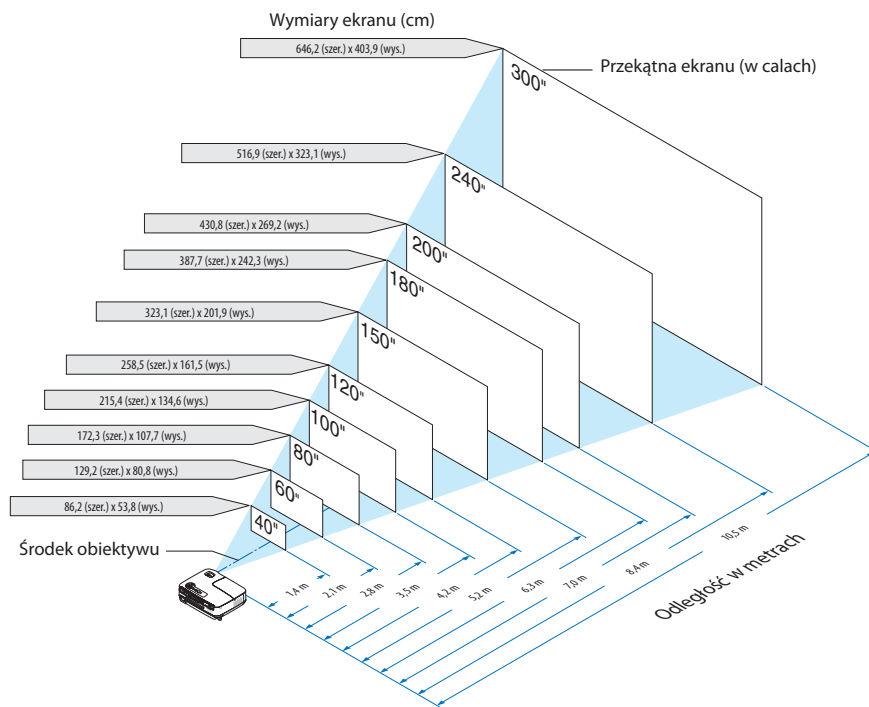 Wymiary ekranu (cm)
646,2 (szer.) x 403,9 (wys.)
Przekątna ekranu (w calach)
300"
516,9 (szer.) x 323,1 (wys.)
240"
430,8 (szer.) x 269,2 (wys.)
200"
387,7 (szer.) x 242,3 (wys.)
180"
323,1 (szer.) x 201,9 (wys.)
150"
258,5 (szer.) x 161,5 (wys.)
120"
215,4 (szer.) x 134,6 (wys.)
100"
172,3 (szer.) x 107,7 (wys.)
80"
129,2 (szer.) x 80,8 (wys.)
60"
86,2 (szer.) x 53,8 (wys.)
40"
Środek obiektywu
1,4 m
2,1 m
2,8 m
3,5 m
4,2 m
5,2 m
6,3 m
7,0 m
8,4 m
10,5 m
Odległość w metrach